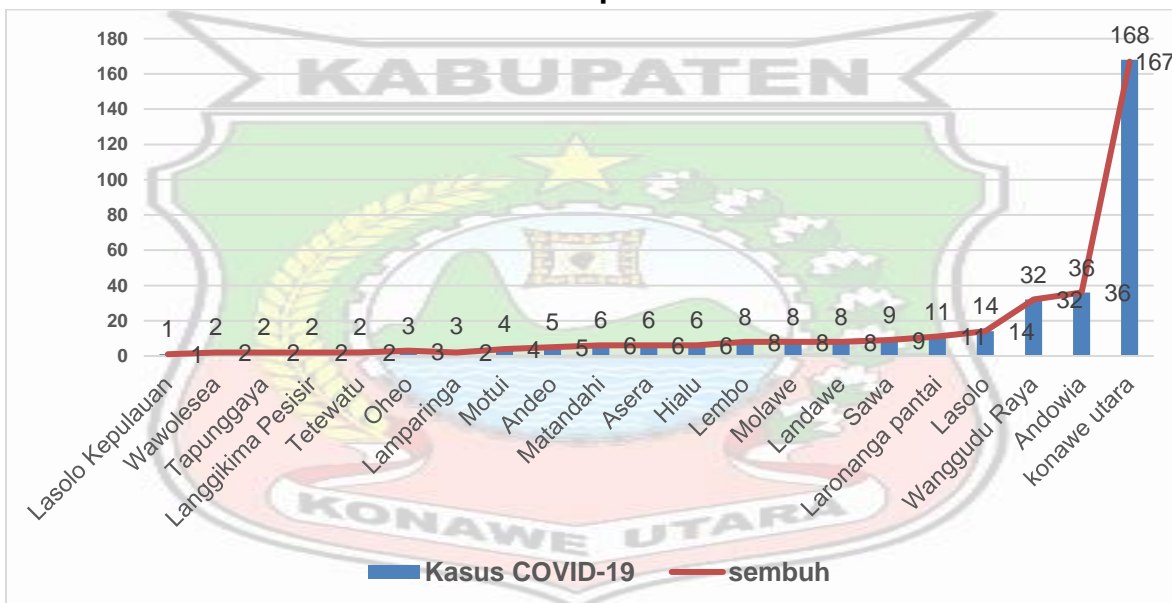 180
160
140
120
100
80
60
40
20
0
KABUPATEN
KONAWE UTARA
1 2 2 2 2 3 3 4 5 6 6 6 8 8 8 9 11 14 32 36 168
1 2 2 2 2 3 2 4 5 6 6 6 8 8 8 9 11 14 32 36 167
Lasolo Kepulauan
Wawolesea
Tapunggaya
Langgikima Pesisir
Tetewatu
Oheo
Lamparinga
Motui
Andeo
Matandahi
Asera
Hialu
Lembo
Molawe
Landawe
Sawa
Laronanga pantai
Lasolo
Wanggudu Raya
Andowia
konawe utara
Kasus COVID-19 sembuh